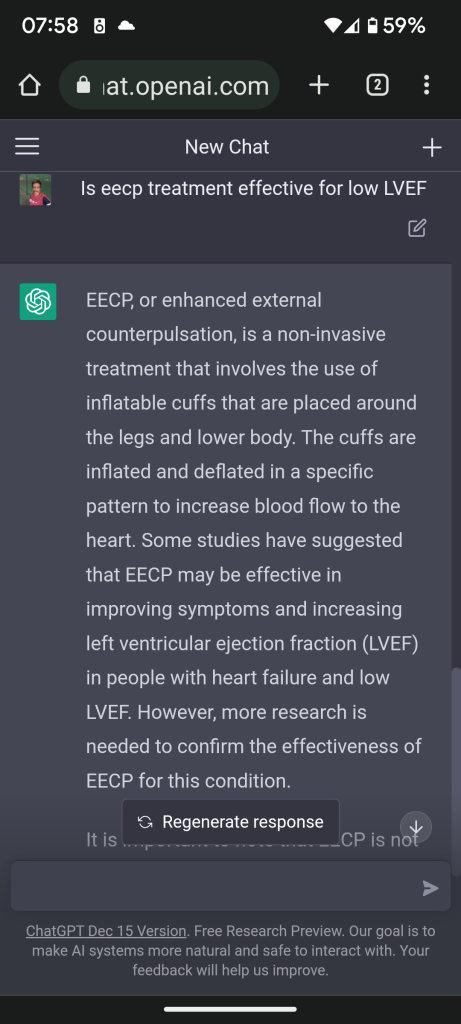 07:58
59%
at.openai.com
2
New Chat
Is eecp treatment effective for low LVEF
EECP, or enhanced external
counterpulsation, is a non-invasive
treatment that involves the use of
inflatable cuffs that are placed around
the legs and lower body. The cuffs are
inflated and deflated in a specific
pattern to increase blood flow to the
heart. Some studies have suggested
that EECP may be effective in
improving symptoms and increasing
left ventricular ejection fraction (LVEF)
in people with heart failure and low
LVEF. However, more research is
needed to confirm the effectiveness of
EECP for this condition.
Regenerate response
It is important to note that EECP is not
ChatGPT Dec 15 Version. Free Research Preview. Our goal is to
make AI systems more natural and safe to interact with. Your
feedback will help us improve.